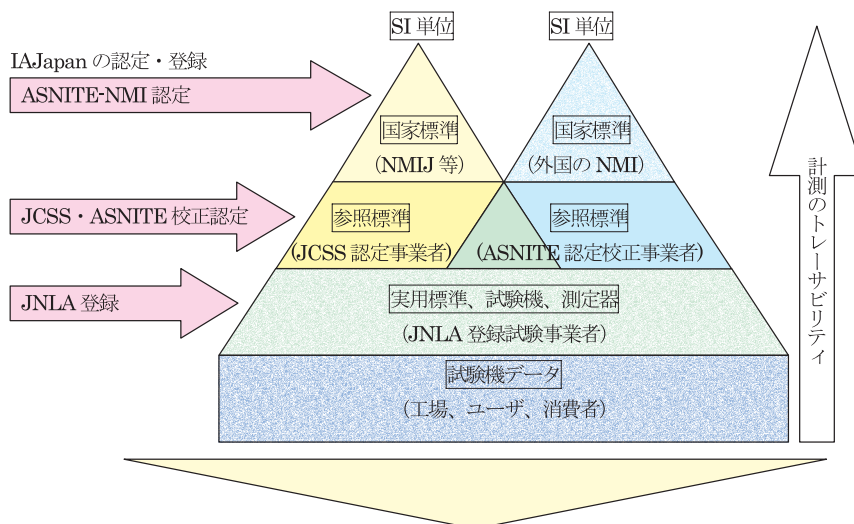 SI 単位
SI 単位
IAJapan の認定・登録
ASNITE-NMI 認定
国家標準
(NMIJ 等)
国家標準
(外国の NMI)
JCSS・ASNITE 校正認定
参照標準
(JCSS 認定事業者)
参照標準
(ASNITE 認定校正事業者)
JNLA 登録
実用標準、試験機、測定器
(JNLA 登録試験事業者)
試験機データ
(工場、ユーザ、消費者)
計測のトレーサビリティ